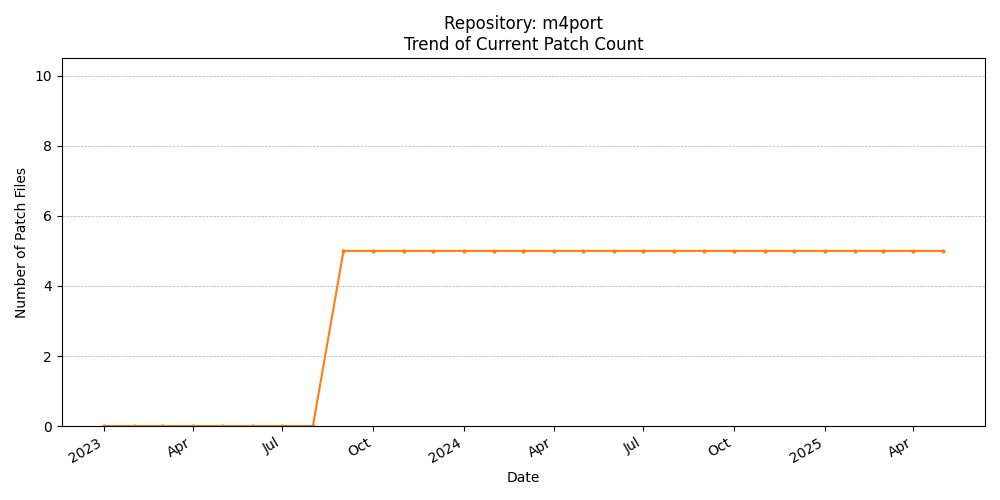 Repository: m4port
Trend of Current Patch Count
Number of Patch Files
10
8
6
4
2
0
2023
Apr
Jul
Oct
2024
Apr
Jul
Oct
2025
Apr
Date